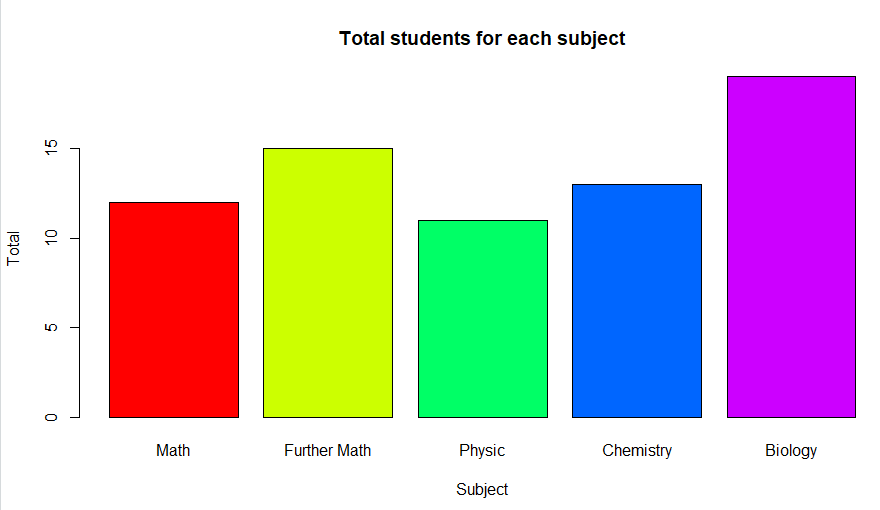 Total students for each subject
15
10
5
0
Total
Math Further Math Physic Chemistry Biology
Subject